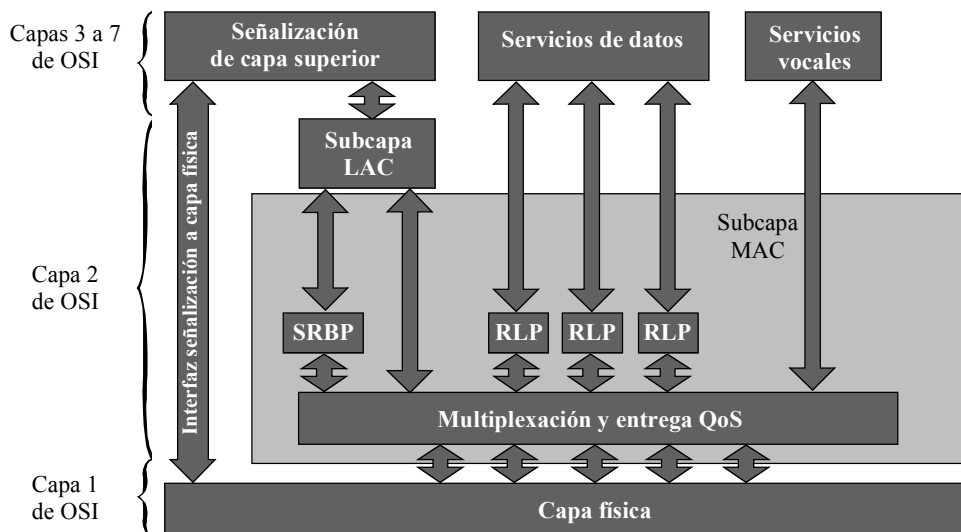 Capas 3 a 7
de OSI
Señalización
de capa superior
Servicios de datos
Servicios
vocales
Subcapa
LAC
Interfaz señalización a capa física
Subcapa
MAC
Capa 2
de OSI
SRBP
RLP
RLP
RLP
Multiplexación y entrega QoS
Capa 1
de OSI
Capa física